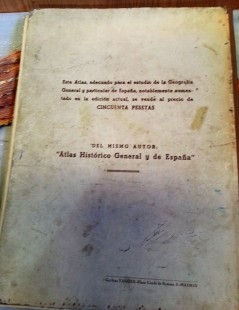 Este Atlas, adecuado para el estudio de la Geografía
General y particular de España, notablemente aumen-
tado en la edición actual, se vende al precio de
CINCUENTA PESETAS
DEL MISMO AUTOR:
"Atlas Histórico General y de España"